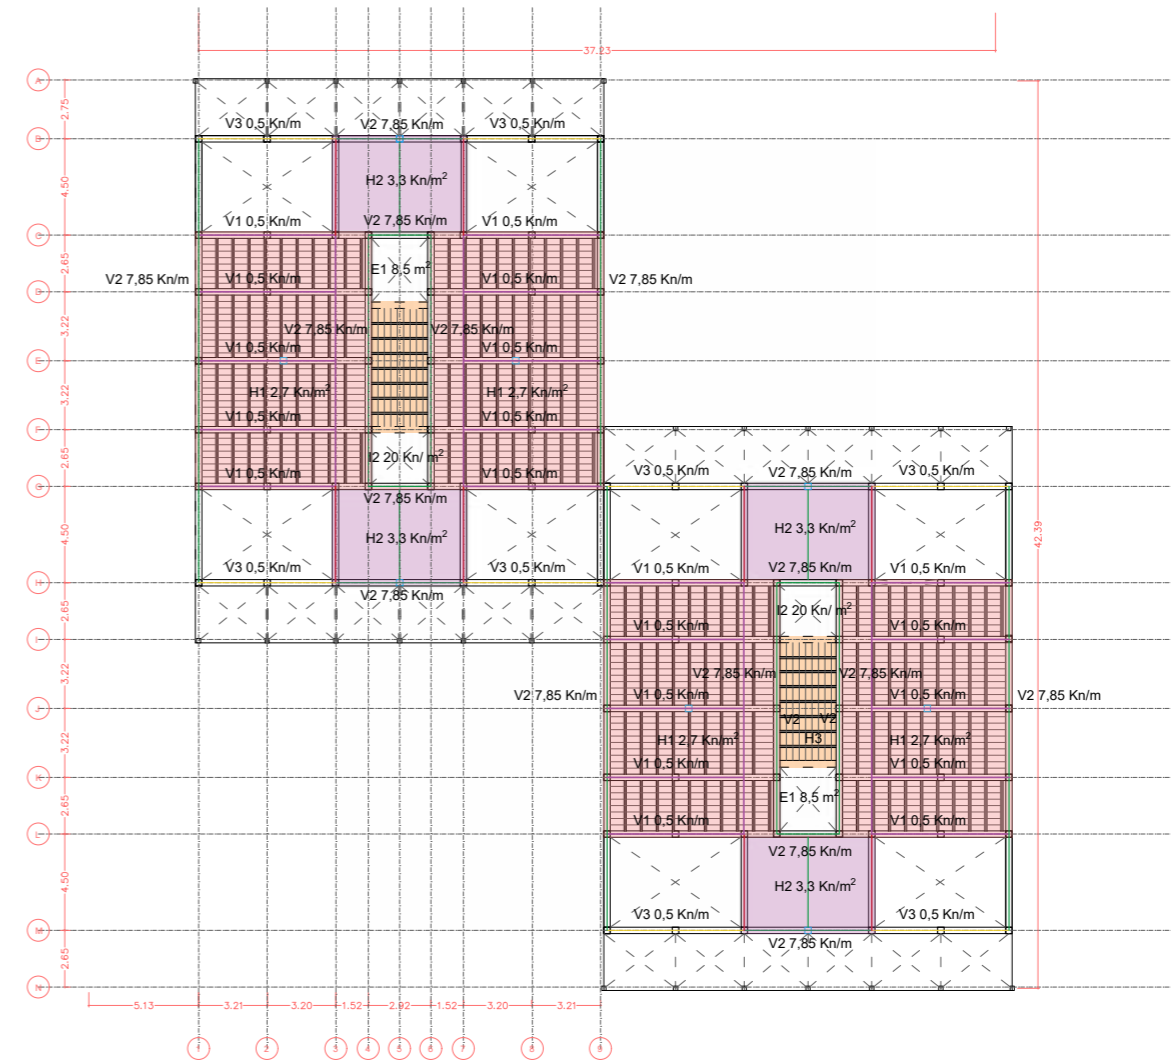 37.23
A
2.75
V3 0,5 Kn/m
V2 7,85 Kn/m
V3 0,5 Kn/m
B
4.50
H2 3,3 Kn/m²
V1 0,5 Kn/m
V2 7,85 Kn/m
V1 0,5 Kn/m
C
2.65
E1 8,5 m²
V2 7,85 Kn/m
V1 0,5 Kn/m
V1 0,5 Kn/m
V2 7,85 Kn/m
D
3.22
V2 7,85 Kn/m
V2 7,85 Kn/m
V1 0,5 Kn/m
V1 0,5 Kn/m
E
3.22
H1 2,7 Kn/m²
H1 2,7 Kn/m²
V1 0,5 Kn/m
V1 0,5 Kn/m
F
2.65
I2 20 Kn/ m²
V3 0,5 Kn/m
V2 7,85 Kn/m
V3 0,5 Kn/m
V1 0,5 Kn/m
V1 0,5 Kn/m
G
V2 7,85 Kn/m
4.50
H2 3,3 Kn/m²
H2 3,3 Kn/m²
42.39
V3 0,5 Kn/m
V3 0,5 Kn/m
V1 0,5 Kn/m
V2 7,85 Kn/m
V1 0,5 Kn/m
H
V2 7,85 Kn/m
2.65
I2 20 Kn/ m²
V1 0,5 Kn/m
V1 0,5 Kn/m
I
3.22
V2 7,85 Kn/m
V2 7,85 Kn/m
V2 7,85 Kn/m
V1 0,5 Kn/m
V1 0,5 Kn/m
V2 7,85 Kn/m
J
V2
V2
3.22
H1 2,7 Kn/m²
H3
H1 2,7 Kn/m²
V1 0,5 Kn/m
V1 0,5 Kn/m
K
2.65
E1 8,5 m²
V1 0,5 Kn/m
V1 0,5 Kn/m
L
V2 7,85 Kn/m
4.50
H2 3,3 Kn/m²
V3 0,5 Kn/m
V3 0,5 Kn/m
M
V2 7,85 Kn/m
2.65
N
5.13
3.21
3.20
1.52
2.92
1.52
3.20
3.21
1
2
3
4
5
6
7
8
9